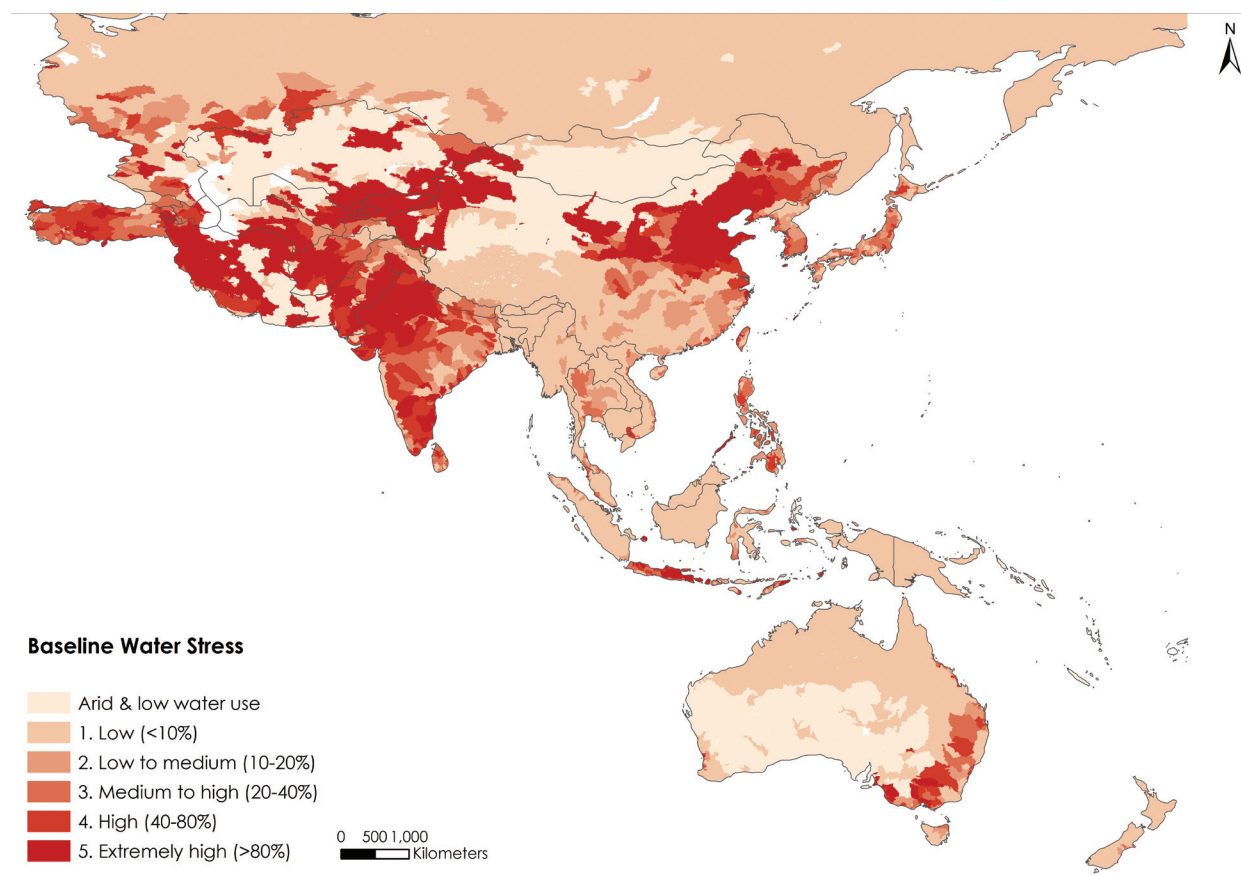 N
Baseline Water Stress
Arid & low water use
1. Low (<10%)
2. Low to medium (10-20%)
3. Medium to high (20-40%)
4. High (40-80%)
5. Extremely high (>80%)
0 500 1,000
Kilometers